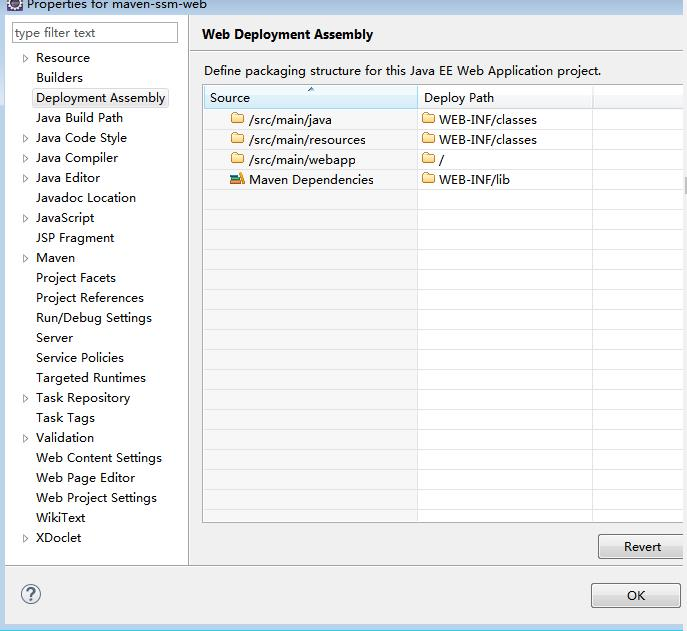 Properties for maven-ssm-web
type filter text
Resource
Builders
Deployment Assembly
Java Build Path
Java Code Style
Java Compiler
Java Editor
Javadoc Location
JavaScript
JSP Fragment
Maven
Project Facets
Project References
Run/Debug Settings
Server
Service Policies
Targeted Runtimes
Task Repository
Task Tags
Validation
Web Content Settings
Web Page Editor
Web Project Settings
WikiText
XDoclet
Web Deployment Assembly
Define packaging structure for this Java EE Web Application project.
Source Deploy Path
/src/main/java WEB-INF/classes
/src/main/resources WEB-INF/classes
/src/main/webapp /
Maven Dependencies WEB-INF/lib
Revert
?
OK